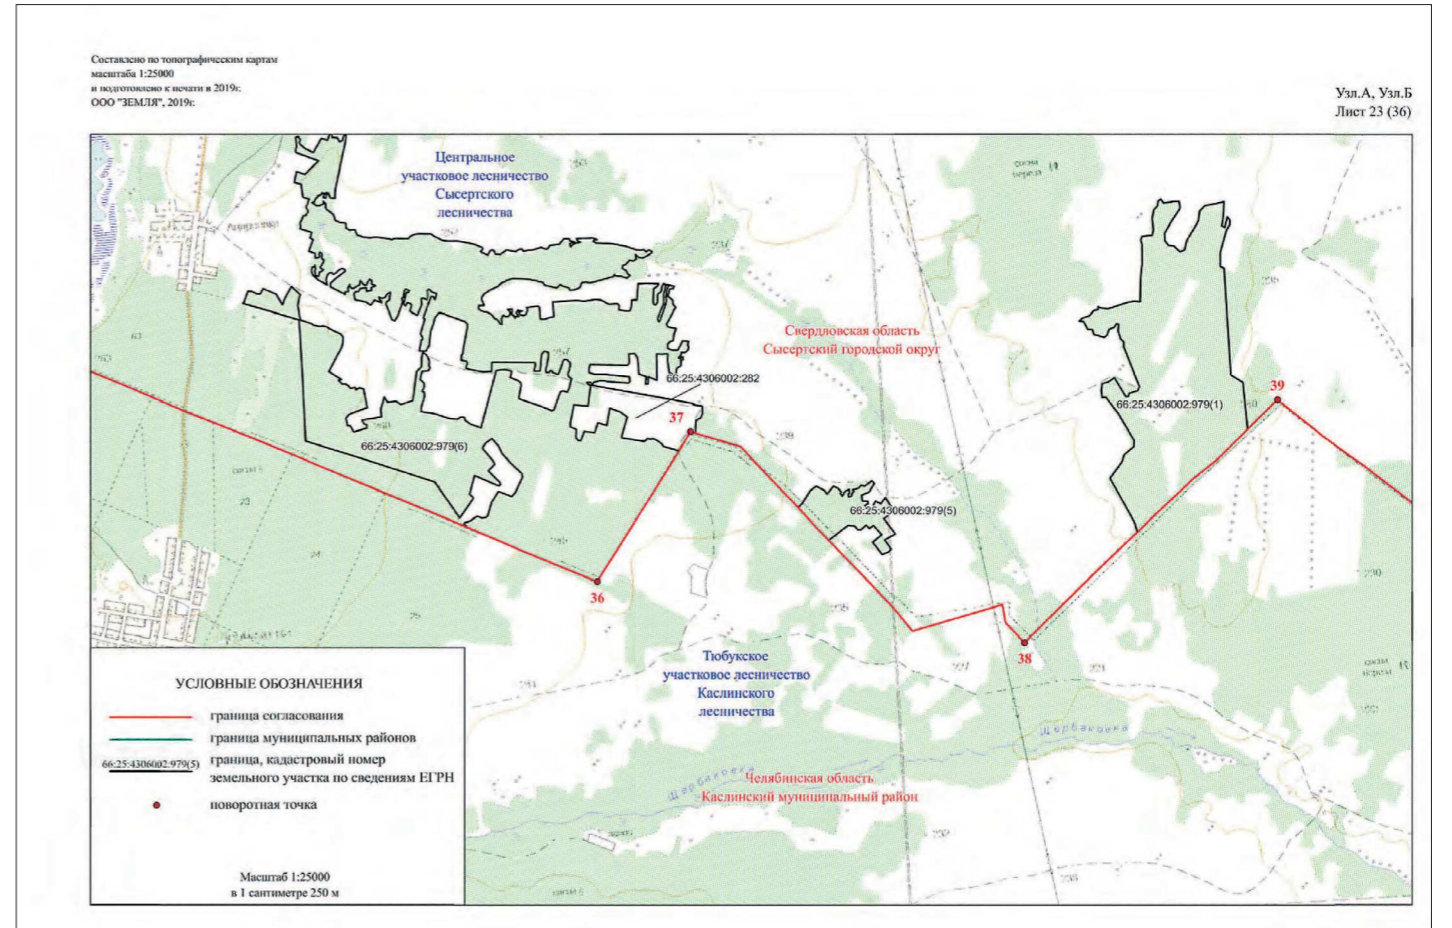 Составлено по топографическим картам
масштаба 1:25000
и подготовлено к печати в 2019г.
ООО "ЗЕМЛЯ", 2019г.
Узл.А, Узл.Б
Лист 23 (36)
Центральное
участковое лесничество
Сысертского
лесничества
Свердловская область
Сысертский городской округ
66:25:4306002:282
37
39
66:25:4306002:979(1)
66:25:4306002:979(6)
66:25:4306002:979(5)
36
38
Тюбукское
участковое лесничество
Каслинского
лесничества
Щербаковка
Щербаковка
Челябинская область
Каслинский муниципальный район
УСЛОВНЫЕ ОБОЗНАЧЕНИЯ
граница согласования
граница муниципальных районов
66:25:4306002:979(5) граница, кадастровый номер
земельного участка по сведениям ЕГРН
поворотная точка
Масштаб 1:25000
в 1 сантиметре 250 м